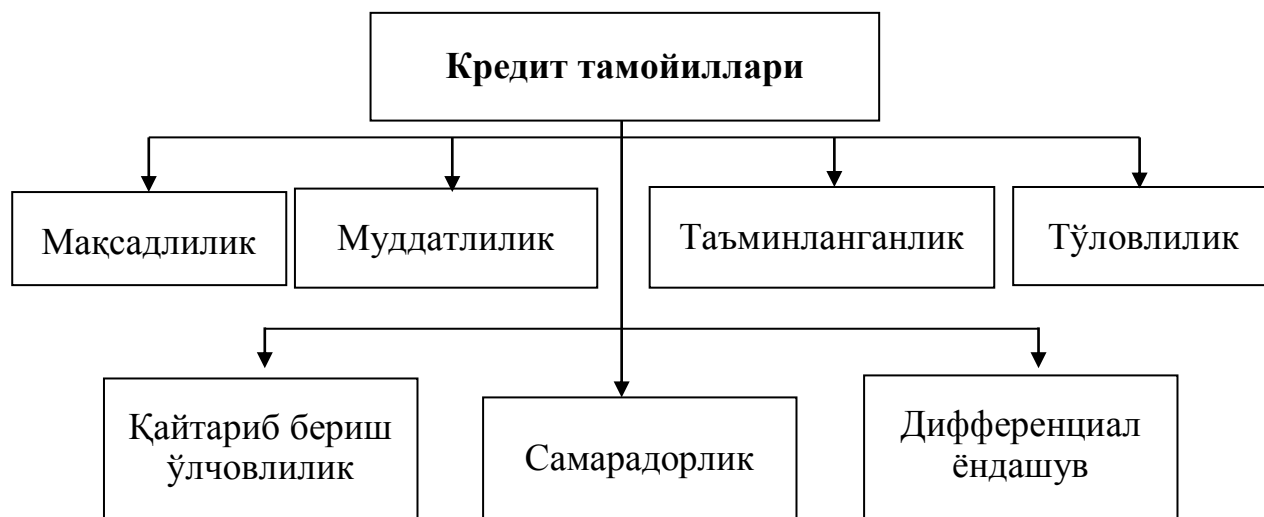 Кредит тамойиллари
Мақсадлилик
Муддатлилик
Таъминланганлик
Тўловлилик
Қайтариб бериш
ўлчовлилик
Самарадорлик
Дифференциал
ёндашув